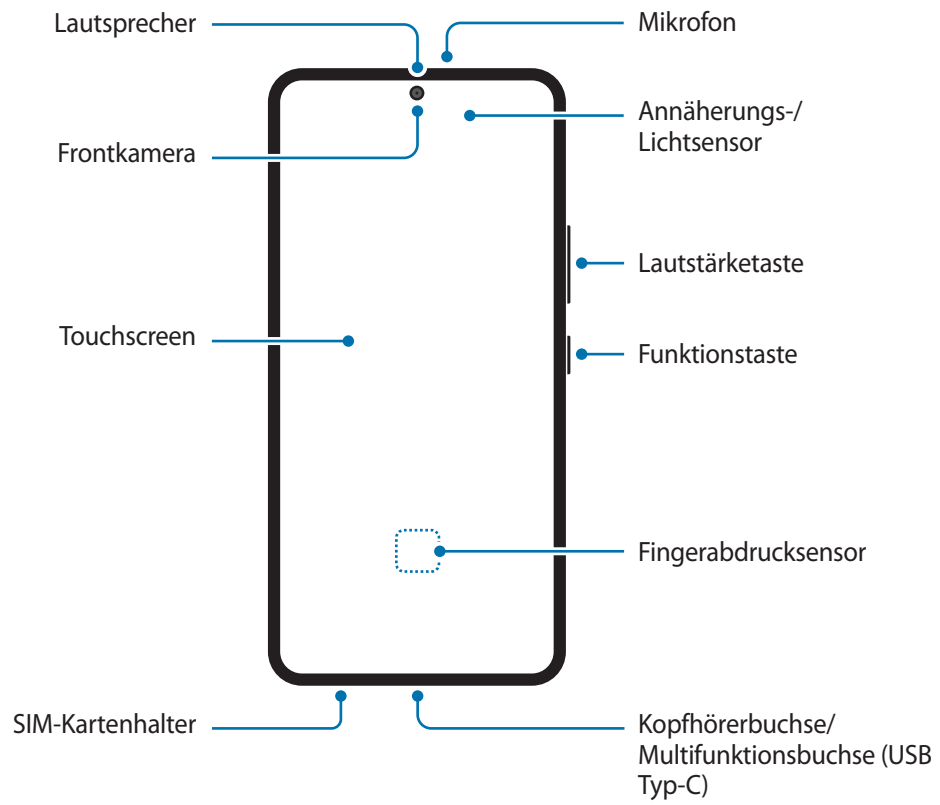 Lautsprecher
Mikrofon
Annäherungs-/
Lichtsensor
Frontkamera
Lautstärketaste
Touchscreen
Funktionstaste
Fingerabdrucksensor
SIM-Kartenhalter
Kopfhörerbuchse/
Multifunktionsbuchse (USB
Typ-C)